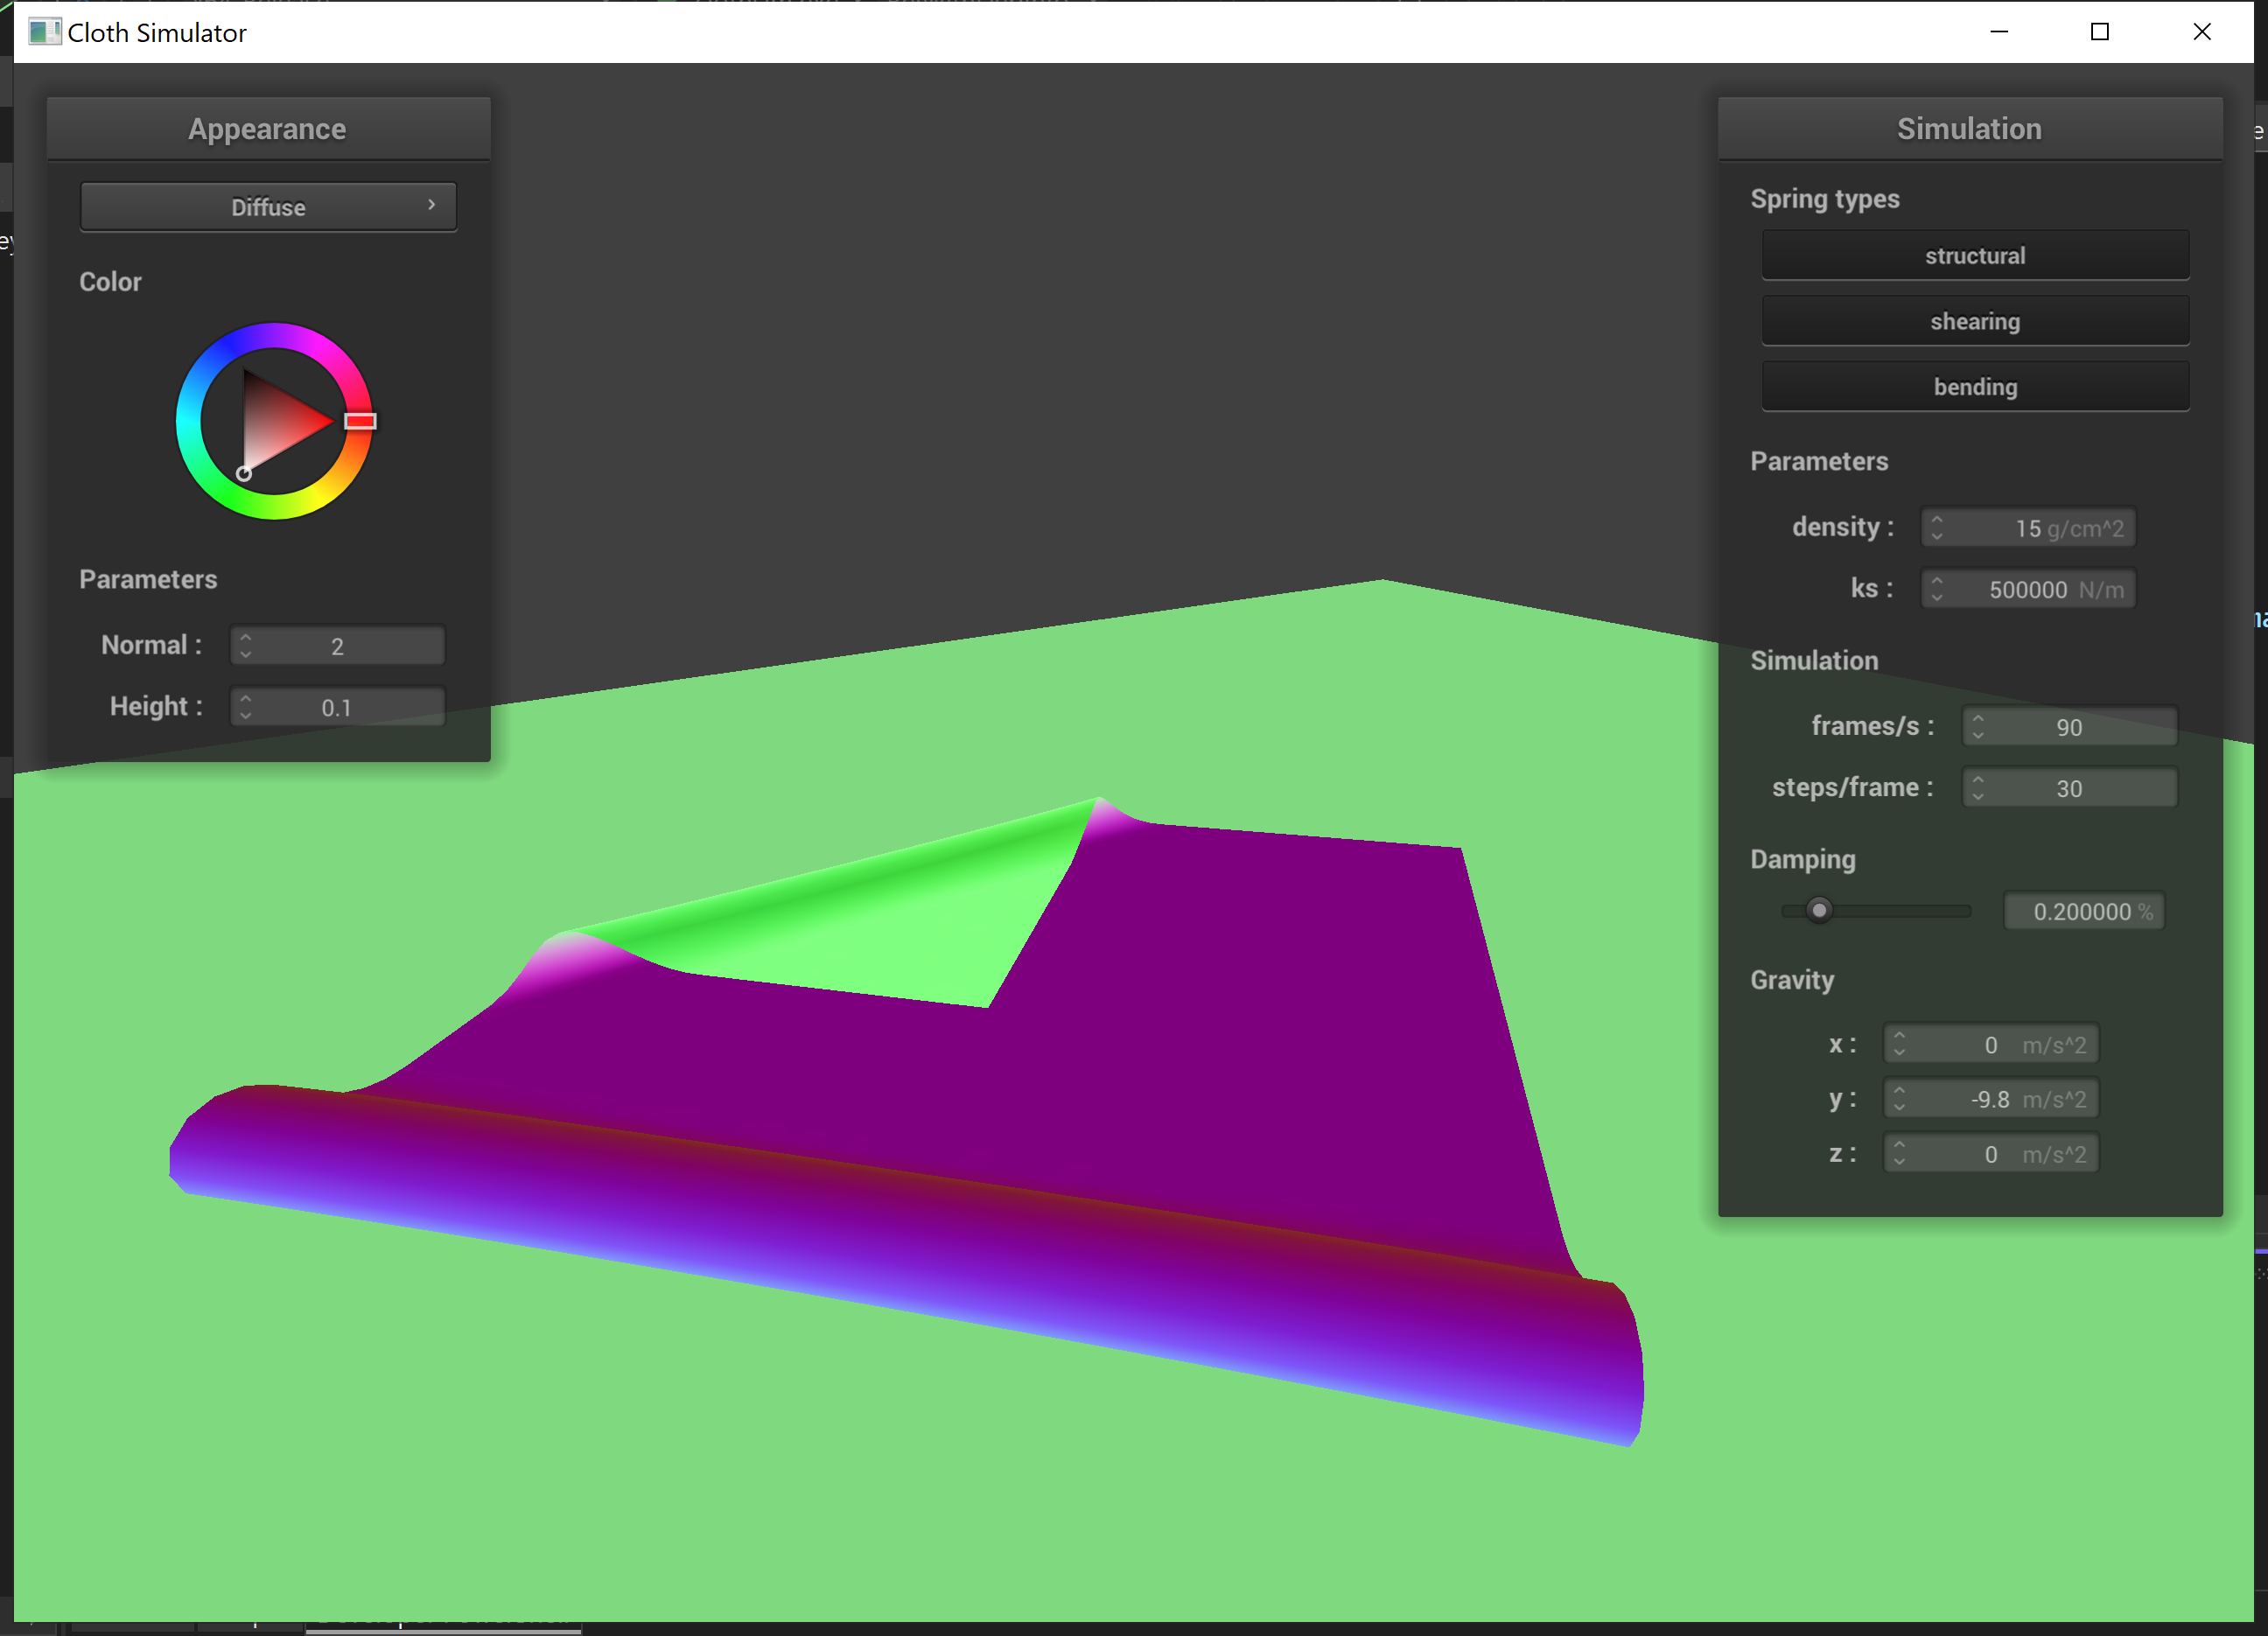 Cloth Simulator
Appearance
Diffuse
Color
Parameters
Normal : 2
Height : 0.1
Simulation
Spring types
structural
shearing
bending
Parameters
density : 15 g/cm^2
ks : 500000 N/m
Simulation
frames/s : 90
steps/frame : 30
Damping
0.200000 %
Gravity
x : 0 m/s^2
y : -9.8 m/s^2
z : 0 m/s^2